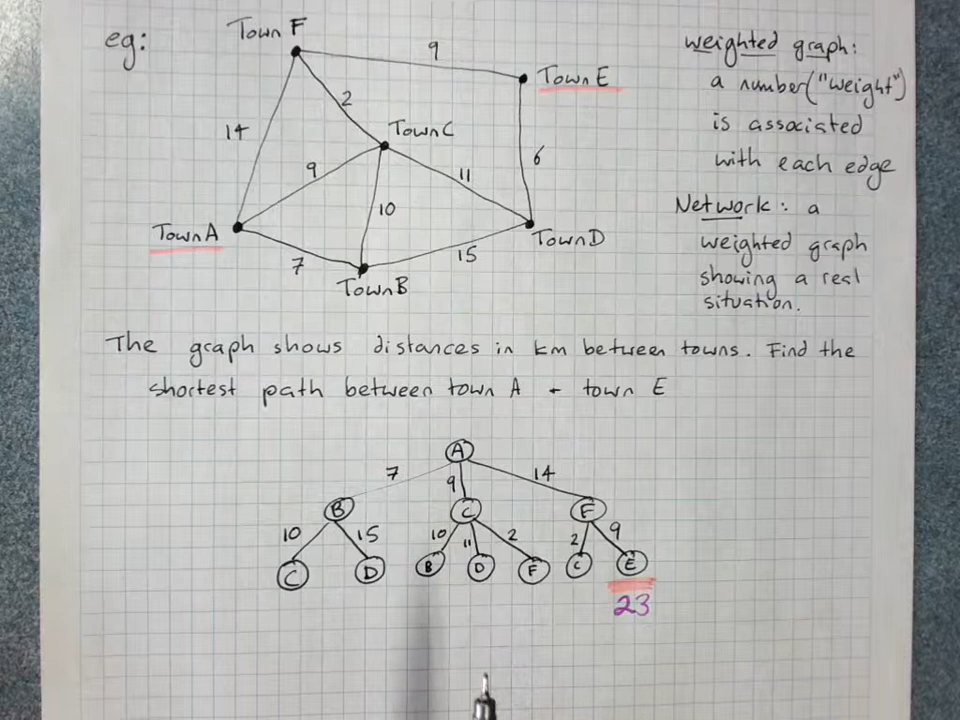 eg:
Town F
9
Town E
2
14
Town C
9
11
6
10
Town A
Town D
15
7
Town B
weighted graph:
a number("weight")
is associated
with each edge
Network: a
weighted graph
showing a real
situation.
The graph shows distances in km between towns. Find the
shortest path between town A + town E
A
7
9
14
B
C
F
10
15
10
11
2
2
9
C
D
B
D
F
C
E
23